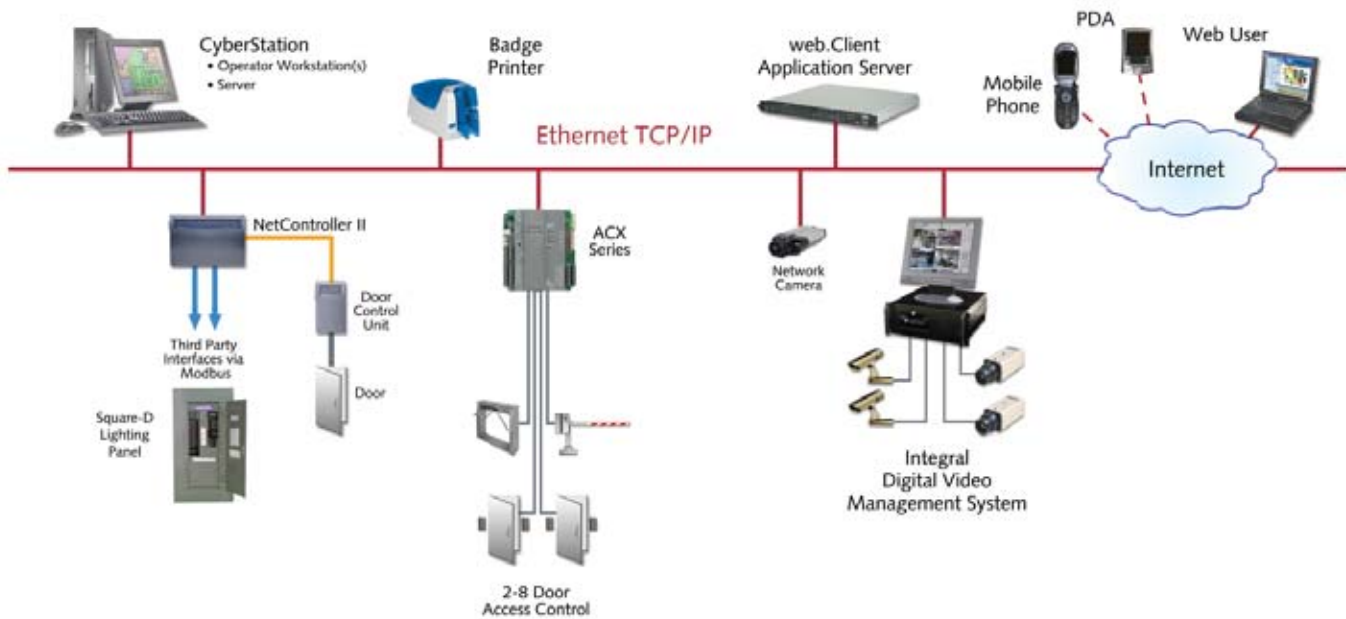 CyberStation
• Operator Workstation(s)
• Server
Badge
Printer
web.Client
Application Server
PDA
Mobile
Phone
Web User
Ethernet TCP/IP
Internet
NetController II
Door
Control
Unit
Third Party
Interfaces via
Modbus
Door
Square-D
Lighting
Panel
ACX
Series
2-8 Door
Access Control
Network
Camera
Integral
Digital Video
Management System